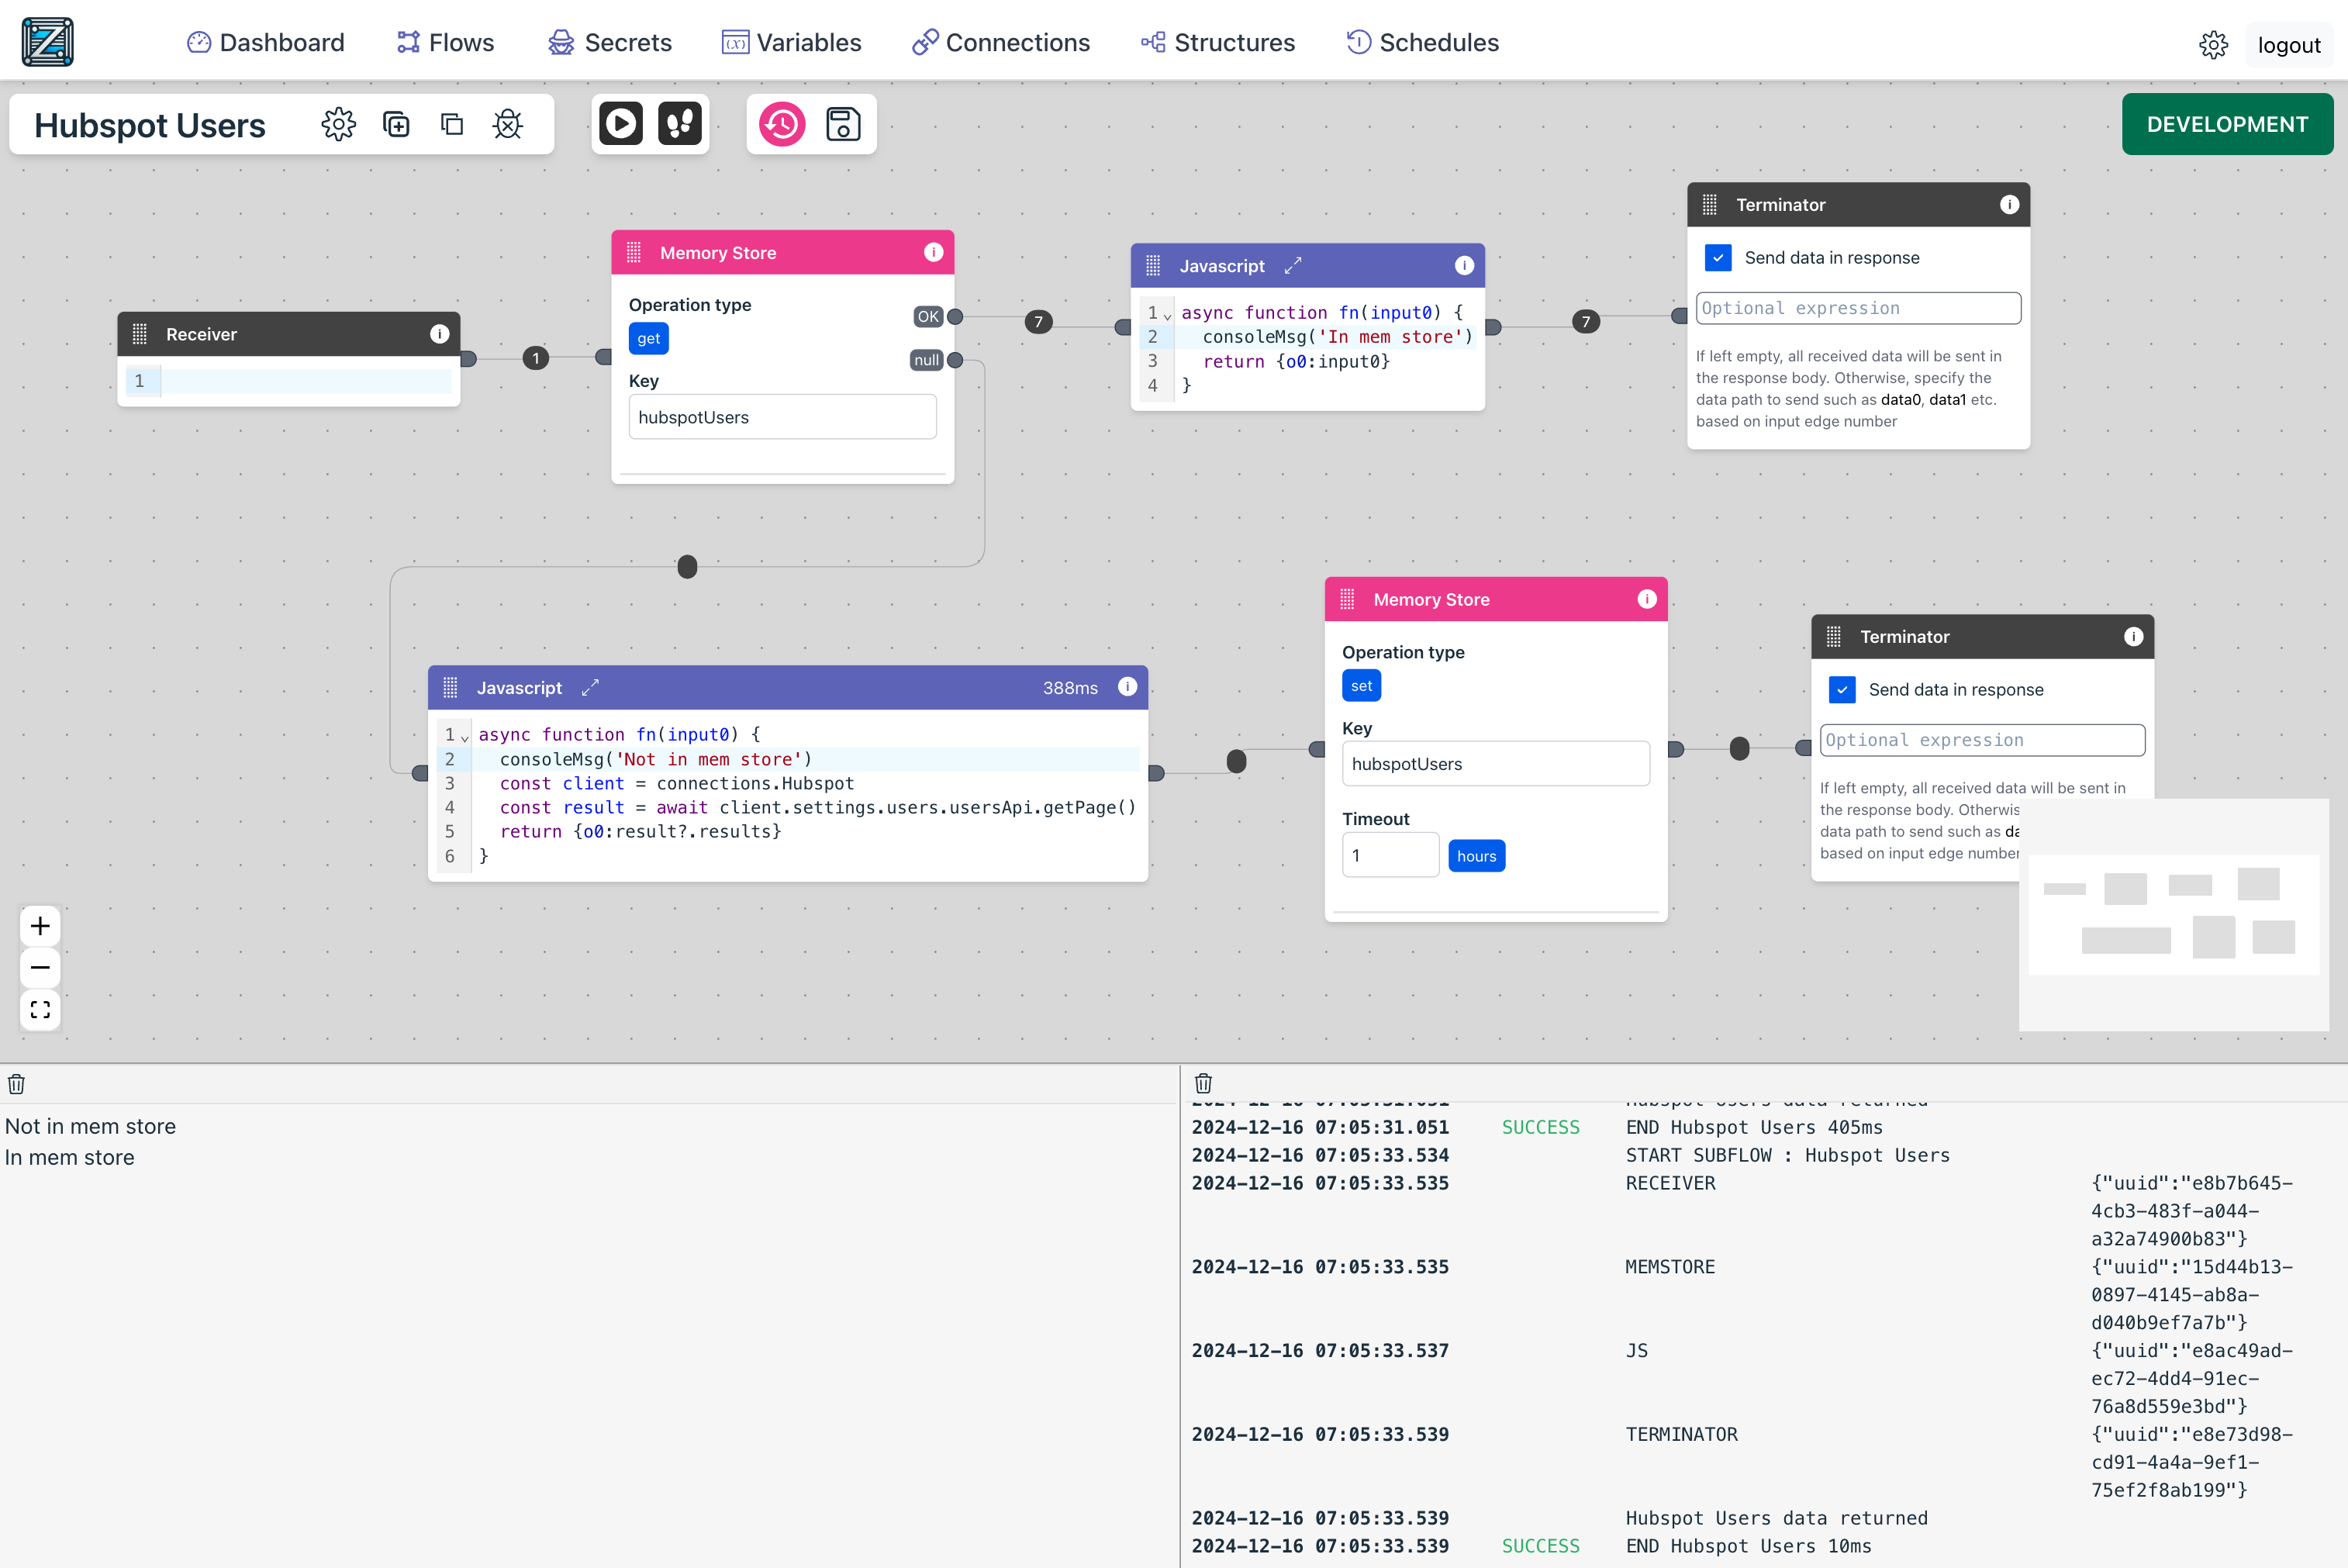 Dashboard
Flows
Secrets
Variables
Connections
Structures
Schedules
logout
Hubspot Users
DEVELOPMENT
Receiver
1
1
Memory Store
Operation type
get
Key
hubspotUsers
OK
null
7
Javascript
1 async function fn(input0) {
2 consoleMsg('In mem store')
3 return {o0:input0}
4 }
7
Terminator
Send data in response
Optional expression
If left empty, all received data will be sent in
the response body. Otherwise, specify the
data path to send such as data0, data1 etc.
based on input edge number
Javascript
388ms
1 async function fn(input0) {
2 consoleMsg('Not in mem store')
3 const client = connections.Hubspot
4 const result = await client.settings.users.usersApi.getPage()
5 return {o0:result?.results}
6 }
Memory Store
Operation type
set
Key
hubspotUsers
Timeout
1
hours
Terminator
Send data in response
Optional expression
If left empty, all received data will be sent in
the response body.
data path to send such as
based on input edge number
Not in mem store
In mem store
2024-12-16 07:05:31.051 Hubspot Users data returned
2024-12-16 07:05:31.051 SUCCESS END Hubspot Users 405ms
2024-12-16 07:05:33.534 START SUBFLOW : Hubspot Users
2024-12-16 07:05:33.535 RECEIVER {"uuid":"e8b7b645-
4cb3-483f-a044-
a32a74900b83"}
2024-12-16 07:05:33.535 MEMSTORE {"uuid":"15d44b13-
0897-4145-ab8a-
d040b9ef7a7b"}
2024-12-16 07:05:33.537 JS {"uuid":"e8ac49ad-
ec72-4dd4-91ec-
76a8d559e3bd"}
2024-12-16 07:05:33.539 TERMINATOR {"uuid":"e8e73d98-
cd91-4a4a-9ef1-
75ef2f8ab199"}
2024-12-16 07:05:33.539 Hubspot Users data returned
2024-12-16 07:05:33.539 SUCCESS END Hubspot Users 10ms